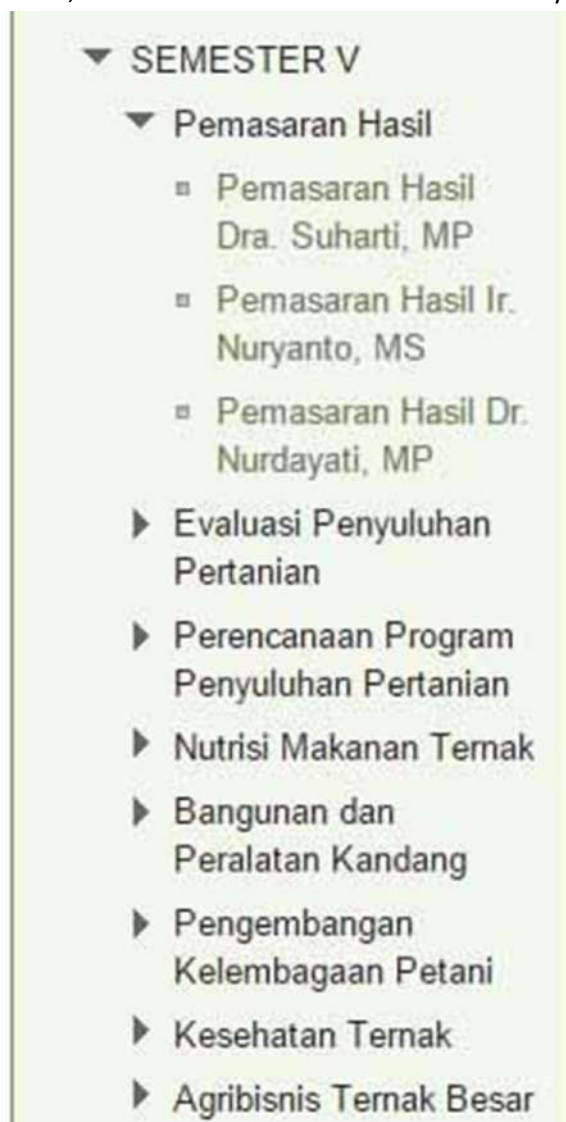 SEMESTER V
Pemasaran Hasil
Pemasaran Hasil
Dra. Suharti, MP
Pemasaran Hasil Ir.
Nuryanto, MS
Pemasaran Hasil Dr.
Nurdayati, MP
Evaluasi Penyuluhan
Pertanian
Perencanaan Program
Penyuluhan Pertanian
Nutrisi Makanan Ternak
Bangunan dan
Peralatan Kandang
Pengembangan
Kelembagaan Petani
Kesehatan Ternak
Agribisnis Ternak Besar